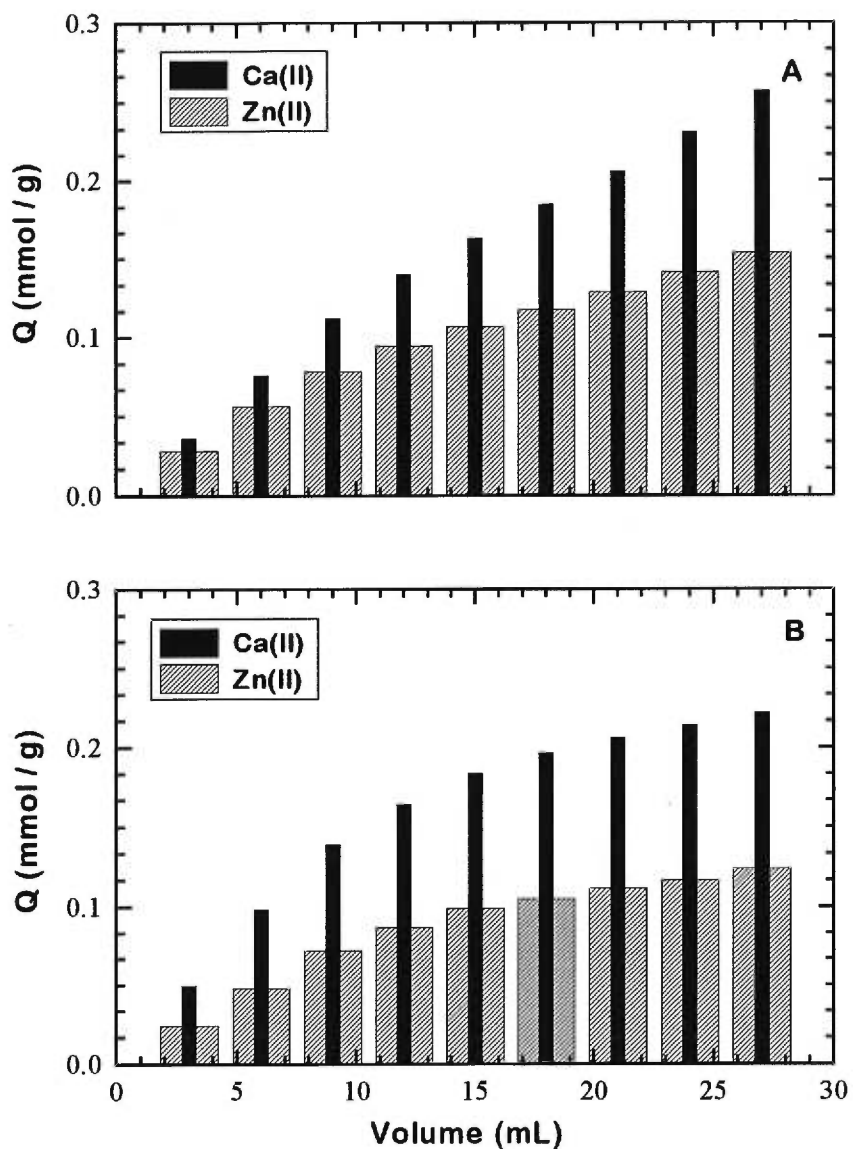 0.3
Ca(II)
Zn(II)
A
0.2
Q (mmol / g)
0.1
0.0
0.3
Ca(II)
Zn(II)
B
0.2
Q (mmol / g)
0.1
0.0
0 5 10 15 20 25 30
Volume (mL)